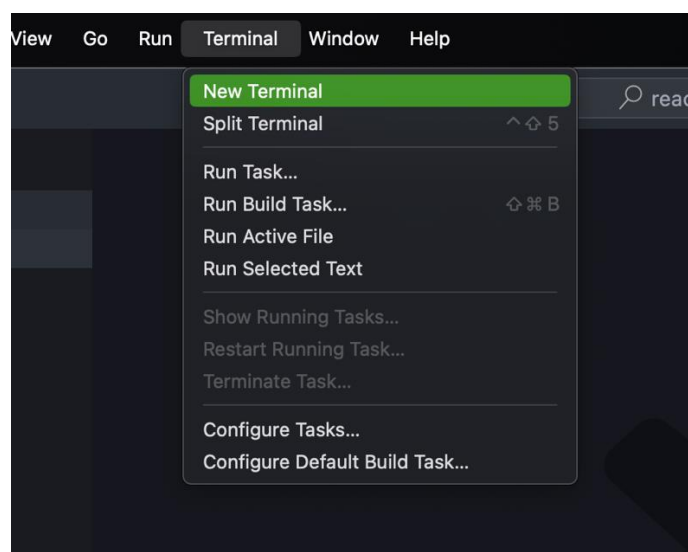 View Go Run Terminal Window Help
New Terminal
reac
Split Terminal ^⇧5
Run Task...
Run Build Task... ⇧⌘B
Run Active File
Run Selected Text
Show Running Tasks...
Restart Running Task...
Terminate Task...
Configure Tasks...
Configure Default Build Task...